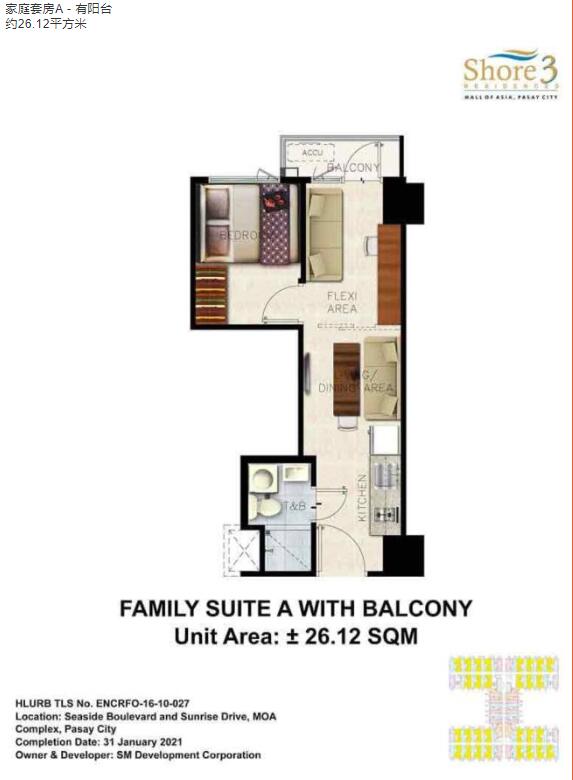 家庭套房A - 有阳台
约26.12平方米
Shore 3
RESIDENCES
MALL OF ASIA, PASAY CITY
ACCU
BALCONY
BEDROOM
FLEXI
AREA
LIVING/
DINING AREA
KITCHEN
T&B
FAMILY SUITE A WITH BALCONY
Unit Area: ± 26.12 SQM
HLURB TLS No. ENCRFO-16-10-027
Location: Seaside Boulevard and Sunrise Drive, MOA
Complex, Pasay City
Completion Date: 31 January 2021
Owner & Developer: SM Development Corporation